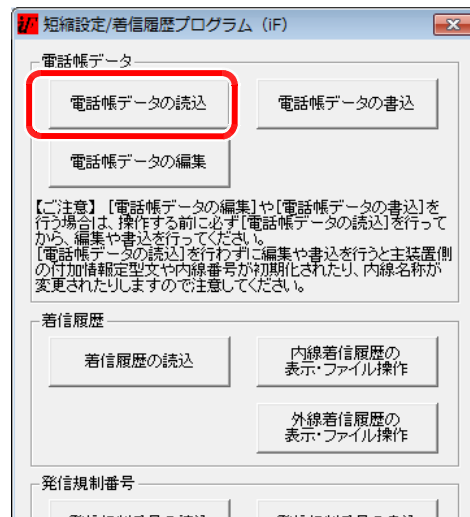 iF 短縮設定/着信履歴プログラム (iF)
電話帳データ
電話帳データの読込 電話帳データの書込
電話帳データの編集
【ご注意】 [電話帳データの編集]や[電話帳データの書込]を
行う場合は、操作する前に必ず[電話帳データの読込]を行って
から、編集や書込を行ってください。
[電話帳データの読込]を行わずに編集や書込を行うと主装置側
の付加情報定型文や内線番号が初期化されたり、内線名称が
変更されたりしますので注意してください。
着信履歴
着信履歴の読込 内線着信履歴の
表示・ファイル操作
外線着信履歴の
表示・ファイル操作
発信規制番号